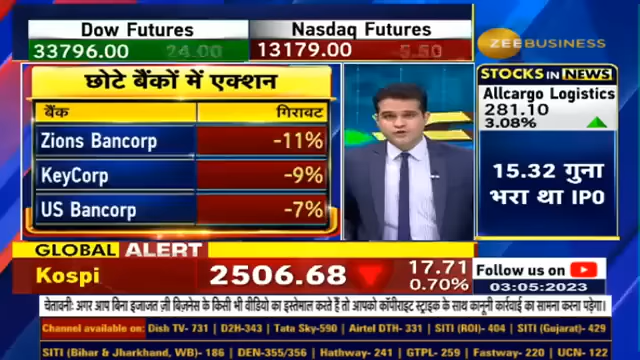 Dow Futures
33796.00 24.00
Nasdaq Futures
13179.00 -5.50
ZEEBUSINESS
छोटे बैंकों में एक्शन
बैंक गिरावट
Zions Bancorp -11%
KeyCorp -9%
US Bancorp -7%
STOCKS IN NEWS
Allcargo Logistics
281.10
3.08%
15.32 गुना
भरा था IPO
GLOBAL ALERT
Kospi 2506.68 17.71
0.70%
Follow us on
03:05:2023
चेतावनी: अगर आप बिना इजाजत ज़ी बिज़नेस के किसी भी वीडियो का इस्तेमाल करते हैं तो आपको कॉपीराइट स्ट्राइक के साथ कानूनी कार्रवाई का सामना करना पड़ेगा.
Channel available on: Dish TV- 731 | D2H-343 | Tata Sky-590 | Airtel DTH- 331 | SITI (ROI) - 404 | SITI (Gujarat) - 429
SITI (Bihar & Jharkhand, WB) -186 | DEN-355/356 | Hathway-241 | GTPL-259 | Fastway-220 | UCN-122